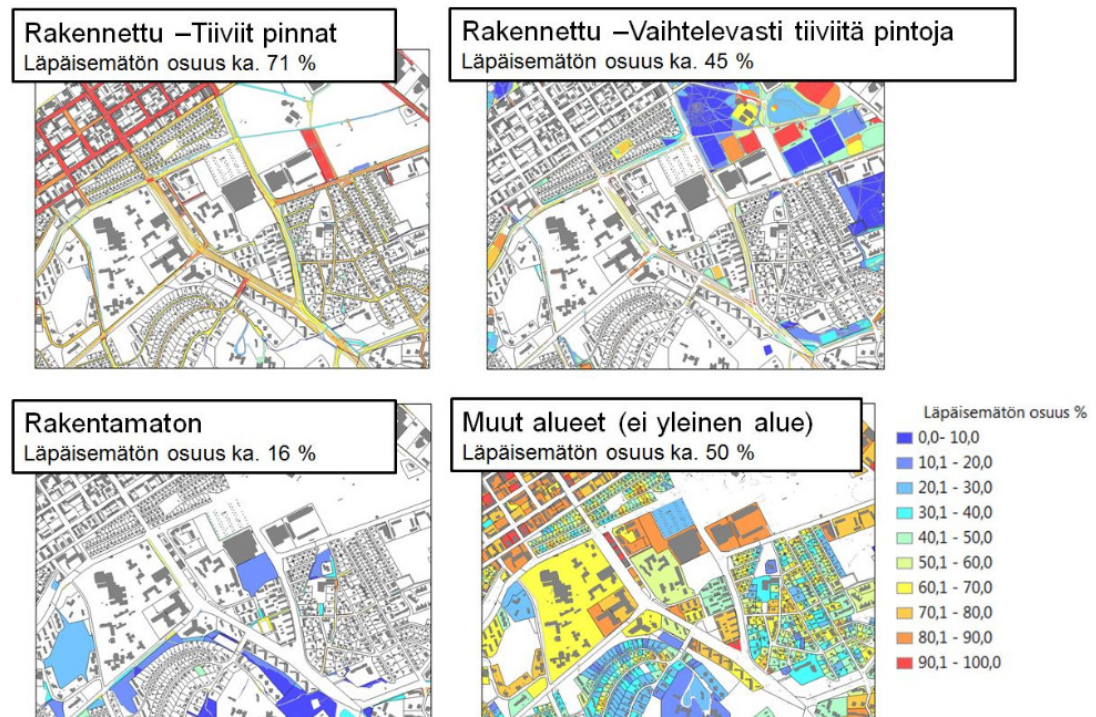 Rakennettu –Tiiviit pinnat
Läpäisemätön osuus ka. 71 %
Rakennettu –Vaihtelevasti tiiviitä pintoja
Läpäisemätön osuus ka. 45 %
Rakentamaton
Läpäisemätön osuus ka. 16 %
Muut alueet (ei yleinen alue)
Läpäisemätön osuus ka. 50 %
Läpäisemätön osuus %
0,0- 10,0
10,1 - 20,0
20,1 - 30,0
30,1 - 40,0
40,1 - 50,0
50,1 - 60,0
60,1 - 70,0
70,1 - 80,0
80,1 - 90,0
90,1 - 100,0